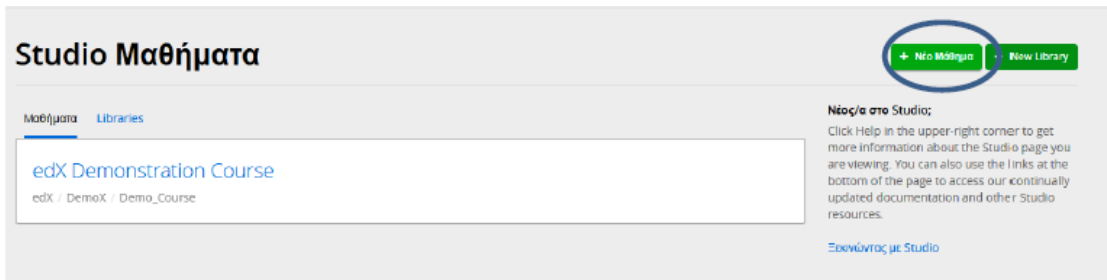 Studio Μαθήματα
+ Νέο Μάθημα
New Library
Μαθήματα
Libraries
edX Demonstration Course
edX / DemoX / Demo_Course
Νέος/α στο Studio;
Click Help in the upper-right corner to get
more information about the Studio page you
are viewing. You can also use the links at the
bottom of the page to access our continually
updated documentation and other Studio
resources.
Ξεκινώντας με Studio